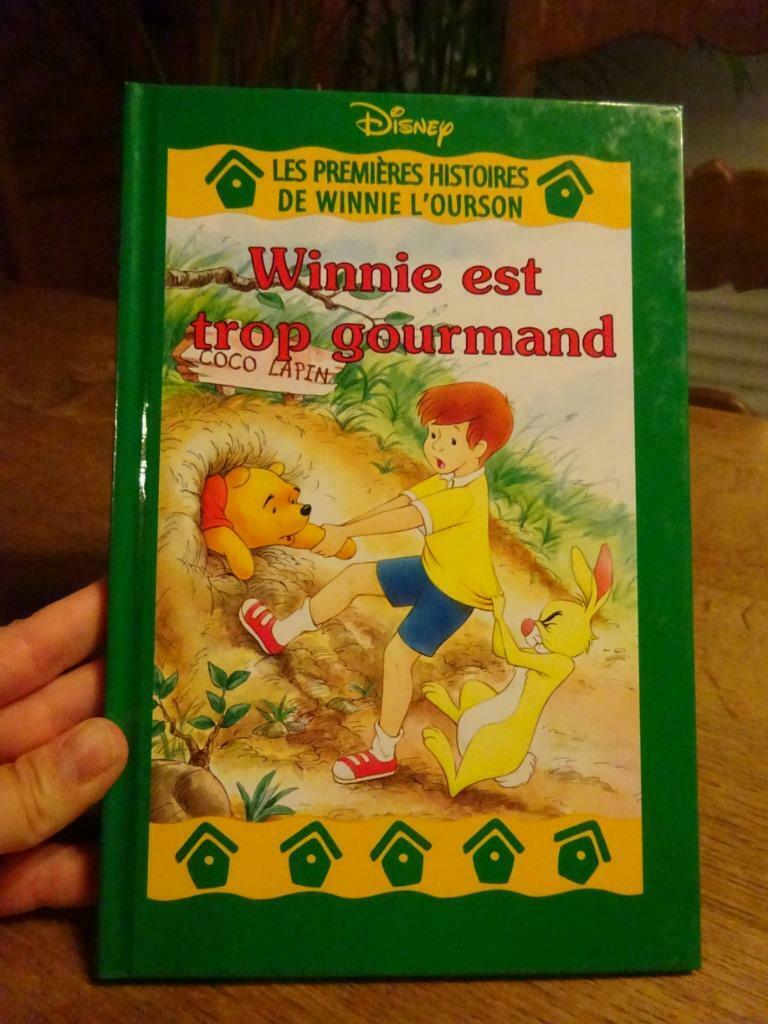 Disney
LES PREMIÈRES HISTOIRES
DE WINNIE L'OURSON
Winnie est
trop gourmand
COCO LAPIN